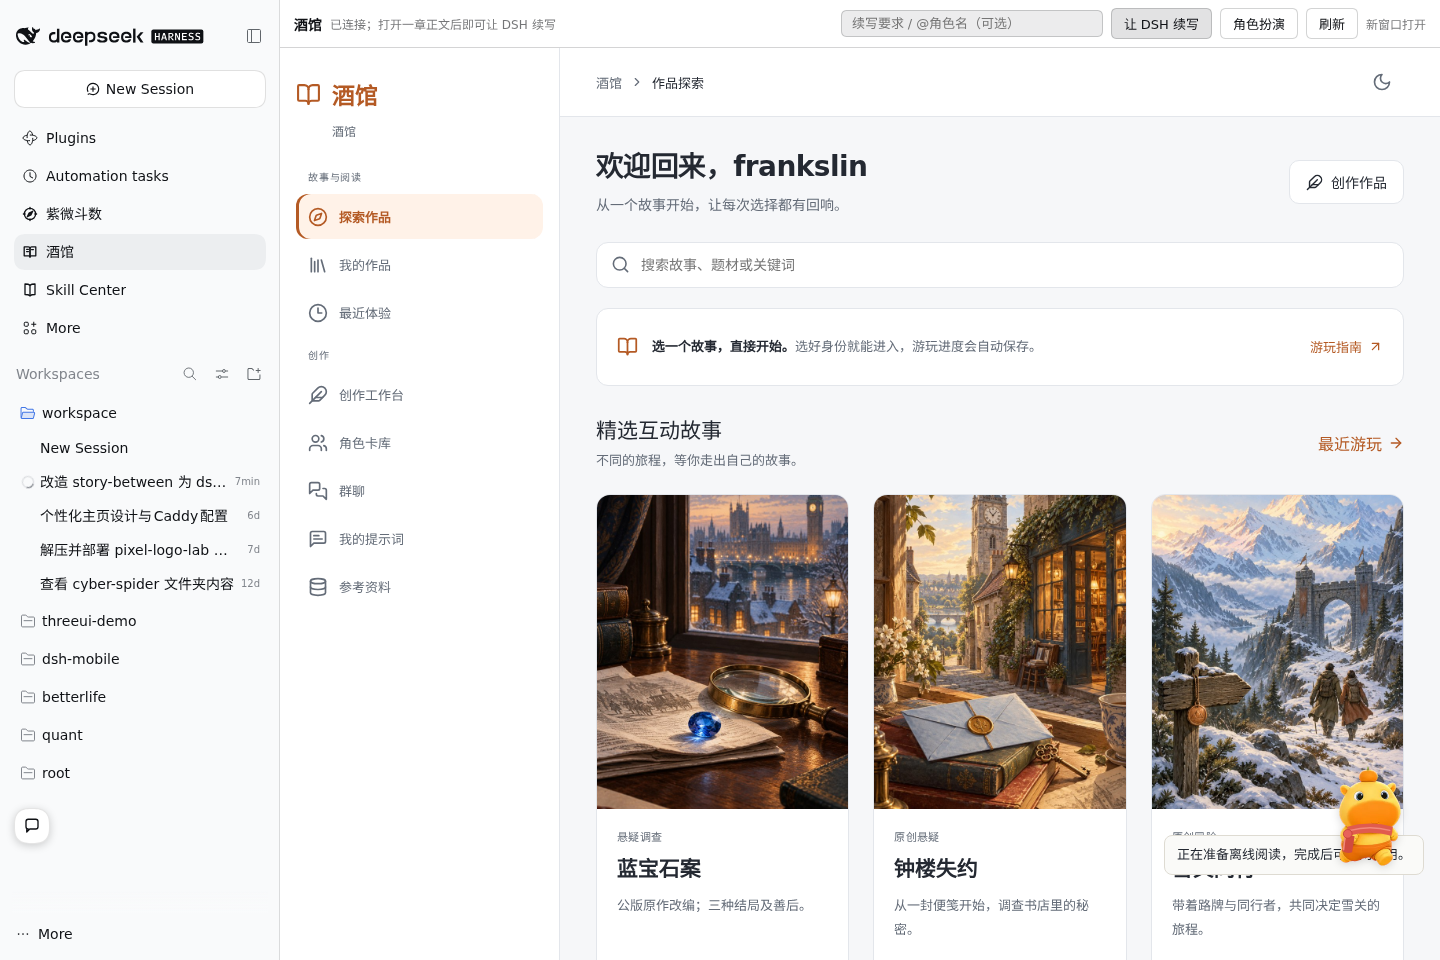 deepseek HARNESS
New Session
Plugins
Automation tasks
紫微斗数
酒馆
Skill Center
More
Workspaces
workspace
New Session
改造 story-between 为 ds... 7min
个性化主页设计与Caddy配置 6d
解压并部署 pixel-logo-lab ... 7d
查看 cyber-spider 文件夹内容 12d
threeui-demo
dsh-mobile
betterlife
quant
root
More
酒馆 已连接；打开一章正文后即可让 DSH 续写
续写要求 / @角色名（可选） 让 DSH 续写 角色扮演 刷新 新窗口打开
酒馆
酒馆
故事与阅读
探索作品
我的作品
最近体验
创作
创作工作台
角色卡库
群聊
我的提示词
参考资料
酒馆 作品探索
欢迎回来，frankslin
从一个故事开始，让每次选择都有回响。
创作作品
搜索故事、题材或关键词
选一个故事，直接开始。选好身份就能进入，游玩进度会自动保存。
游玩指南
精选互动故事
不同的旅程，等你走出自己的故事。
最近游玩
悬疑调查
蓝宝石案
公版原作改编；三种结局及善后。
原创悬疑
钟楼失约
从一封便笺开始，调查书店里的秘
密。
正在准备离线阅读，完成后可
带着路牌与同行者，共同决定雪关的
旅程。